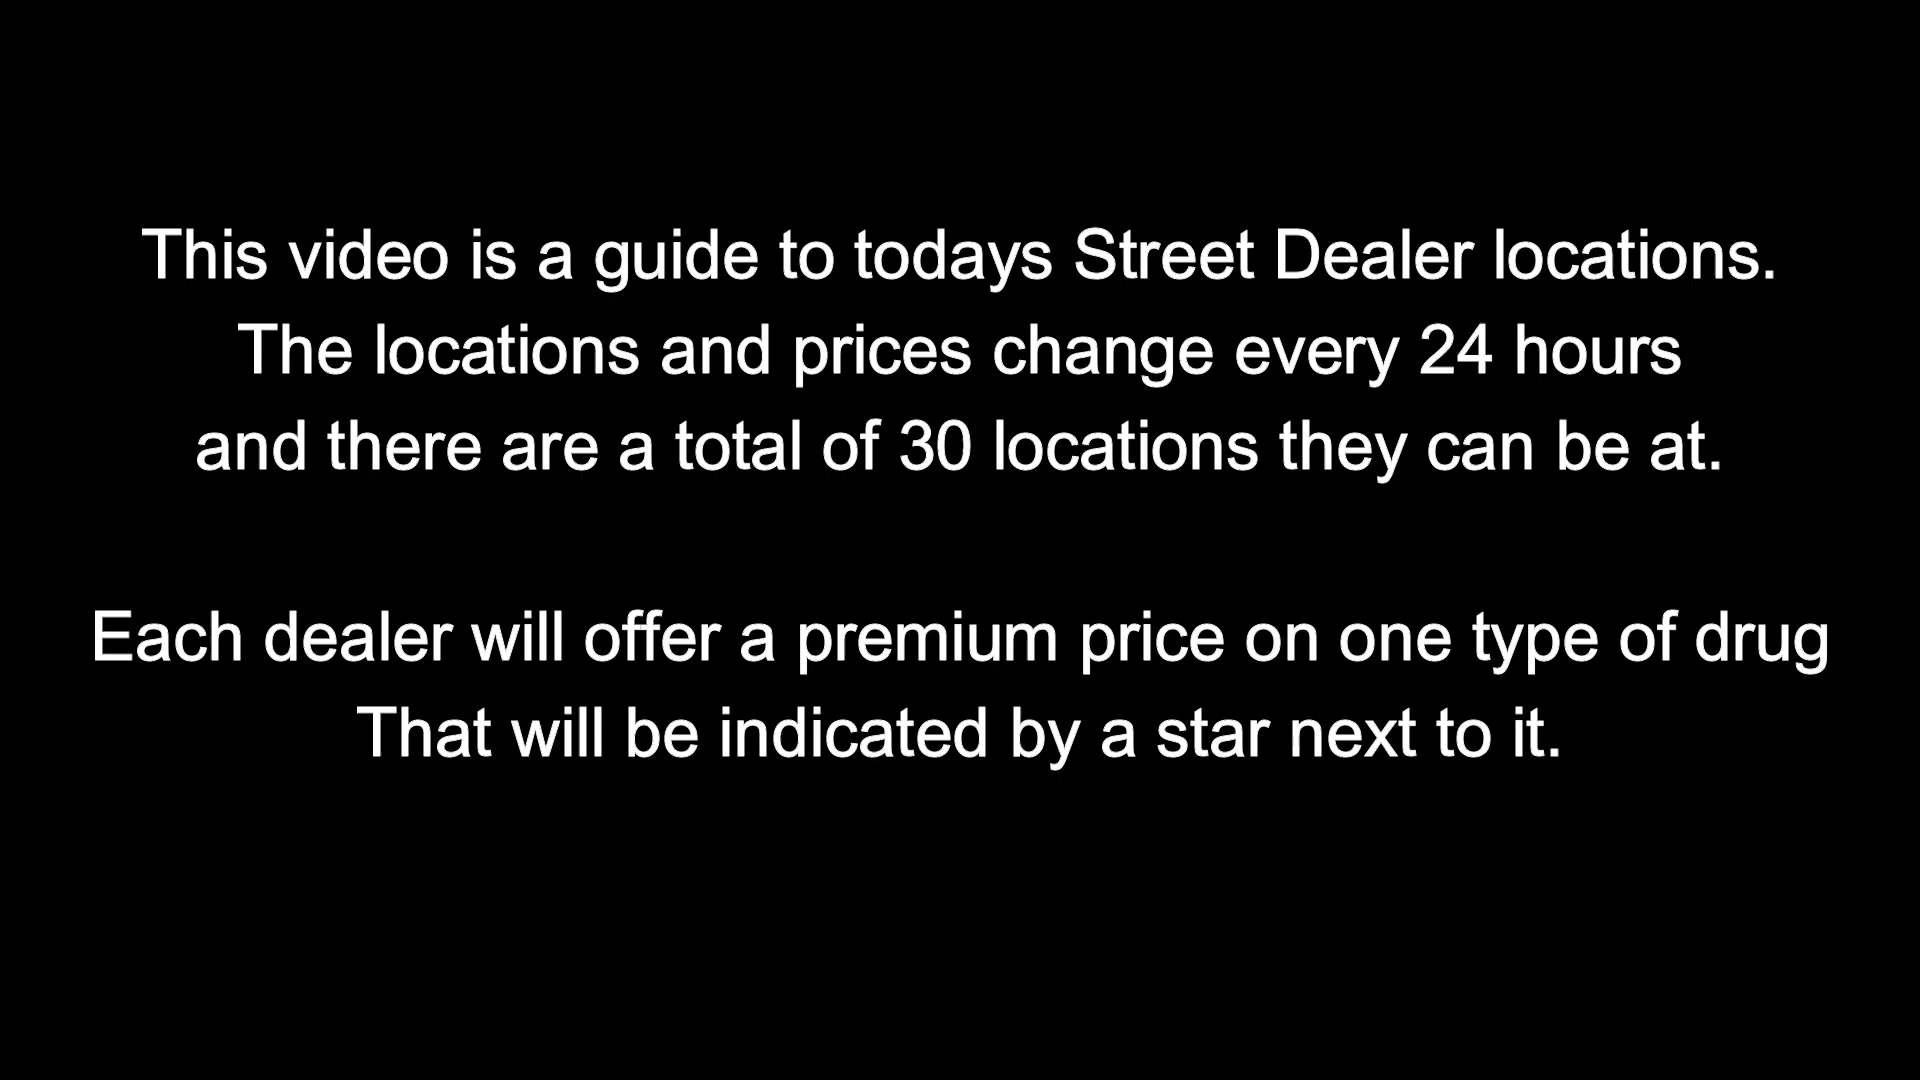 This video is a guide to todays Street Dealer locations.
The locations and prices change every 24 hours
and there are a total of 30 locations they can be at.
Each dealer will offer a premium price on one type of drug
That will be indicated by a star next to it.